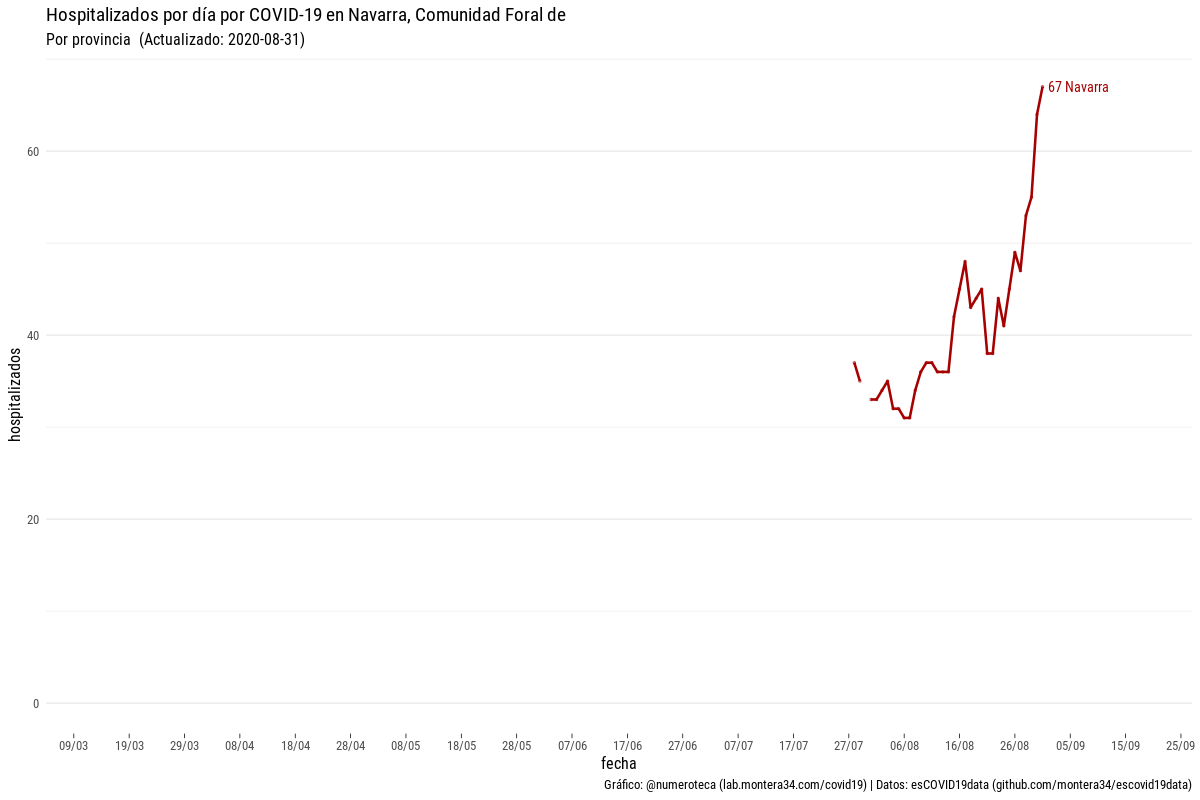 Hospitalizados por día por COVID-19 en Navarra, Comunidad Foral de
Por provincia (Actualizado: 2020-08-31)
67 Navarra
60
40
20
0
hospitalizados
09/03 19/03 29/03 08/04 18/04 28/04 08/05 18/05 28/05 07/06 17/06 27/06 07/07 17/07 27/07 06/08 16/08 26/08 05/09 15/09 25/09
fecha
Gráfico: @numeroteca (lab.montera34.com/covid19) | Datos: esCOVID19data (github.com/montera34/escovid19data)